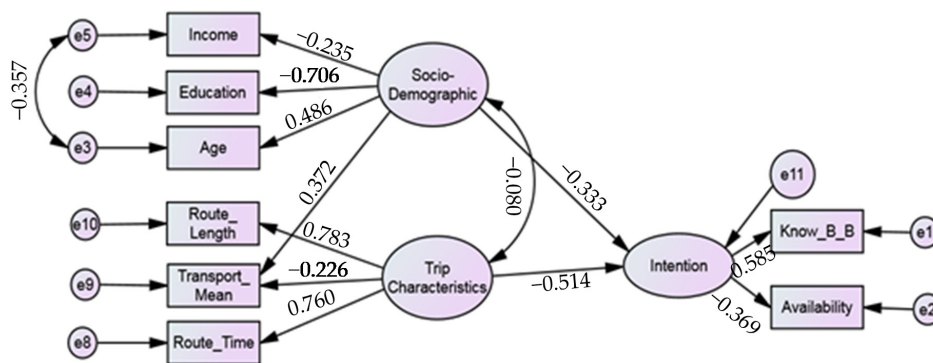 e5
Income
−0.235
Socio-
Demographic
−0.357
e4
Education
−0.706
e3
Age
0.486
0.372
−0.080
−0.333
e11
e10
Route_
Length
0.783
Know_B_B
e1
0.585
e9
Transport_
Mean
−0.226
Trip
Characteristics
−0.514
Intention
−0.369
Availability
e2
e8
Route_Time
0.760